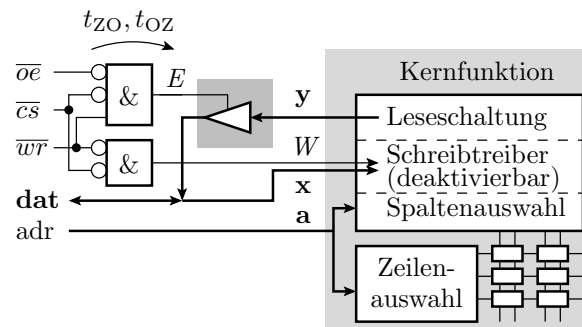 t_ZO, t_OZ
Kernfunktion
oe
E
&
y
Leseschaltung
cs
wr
&
W
Schreibtreiber
(deaktivierbar)
dat
x
Spaltenauswahl
adr
a
Zeilen-
auswahl